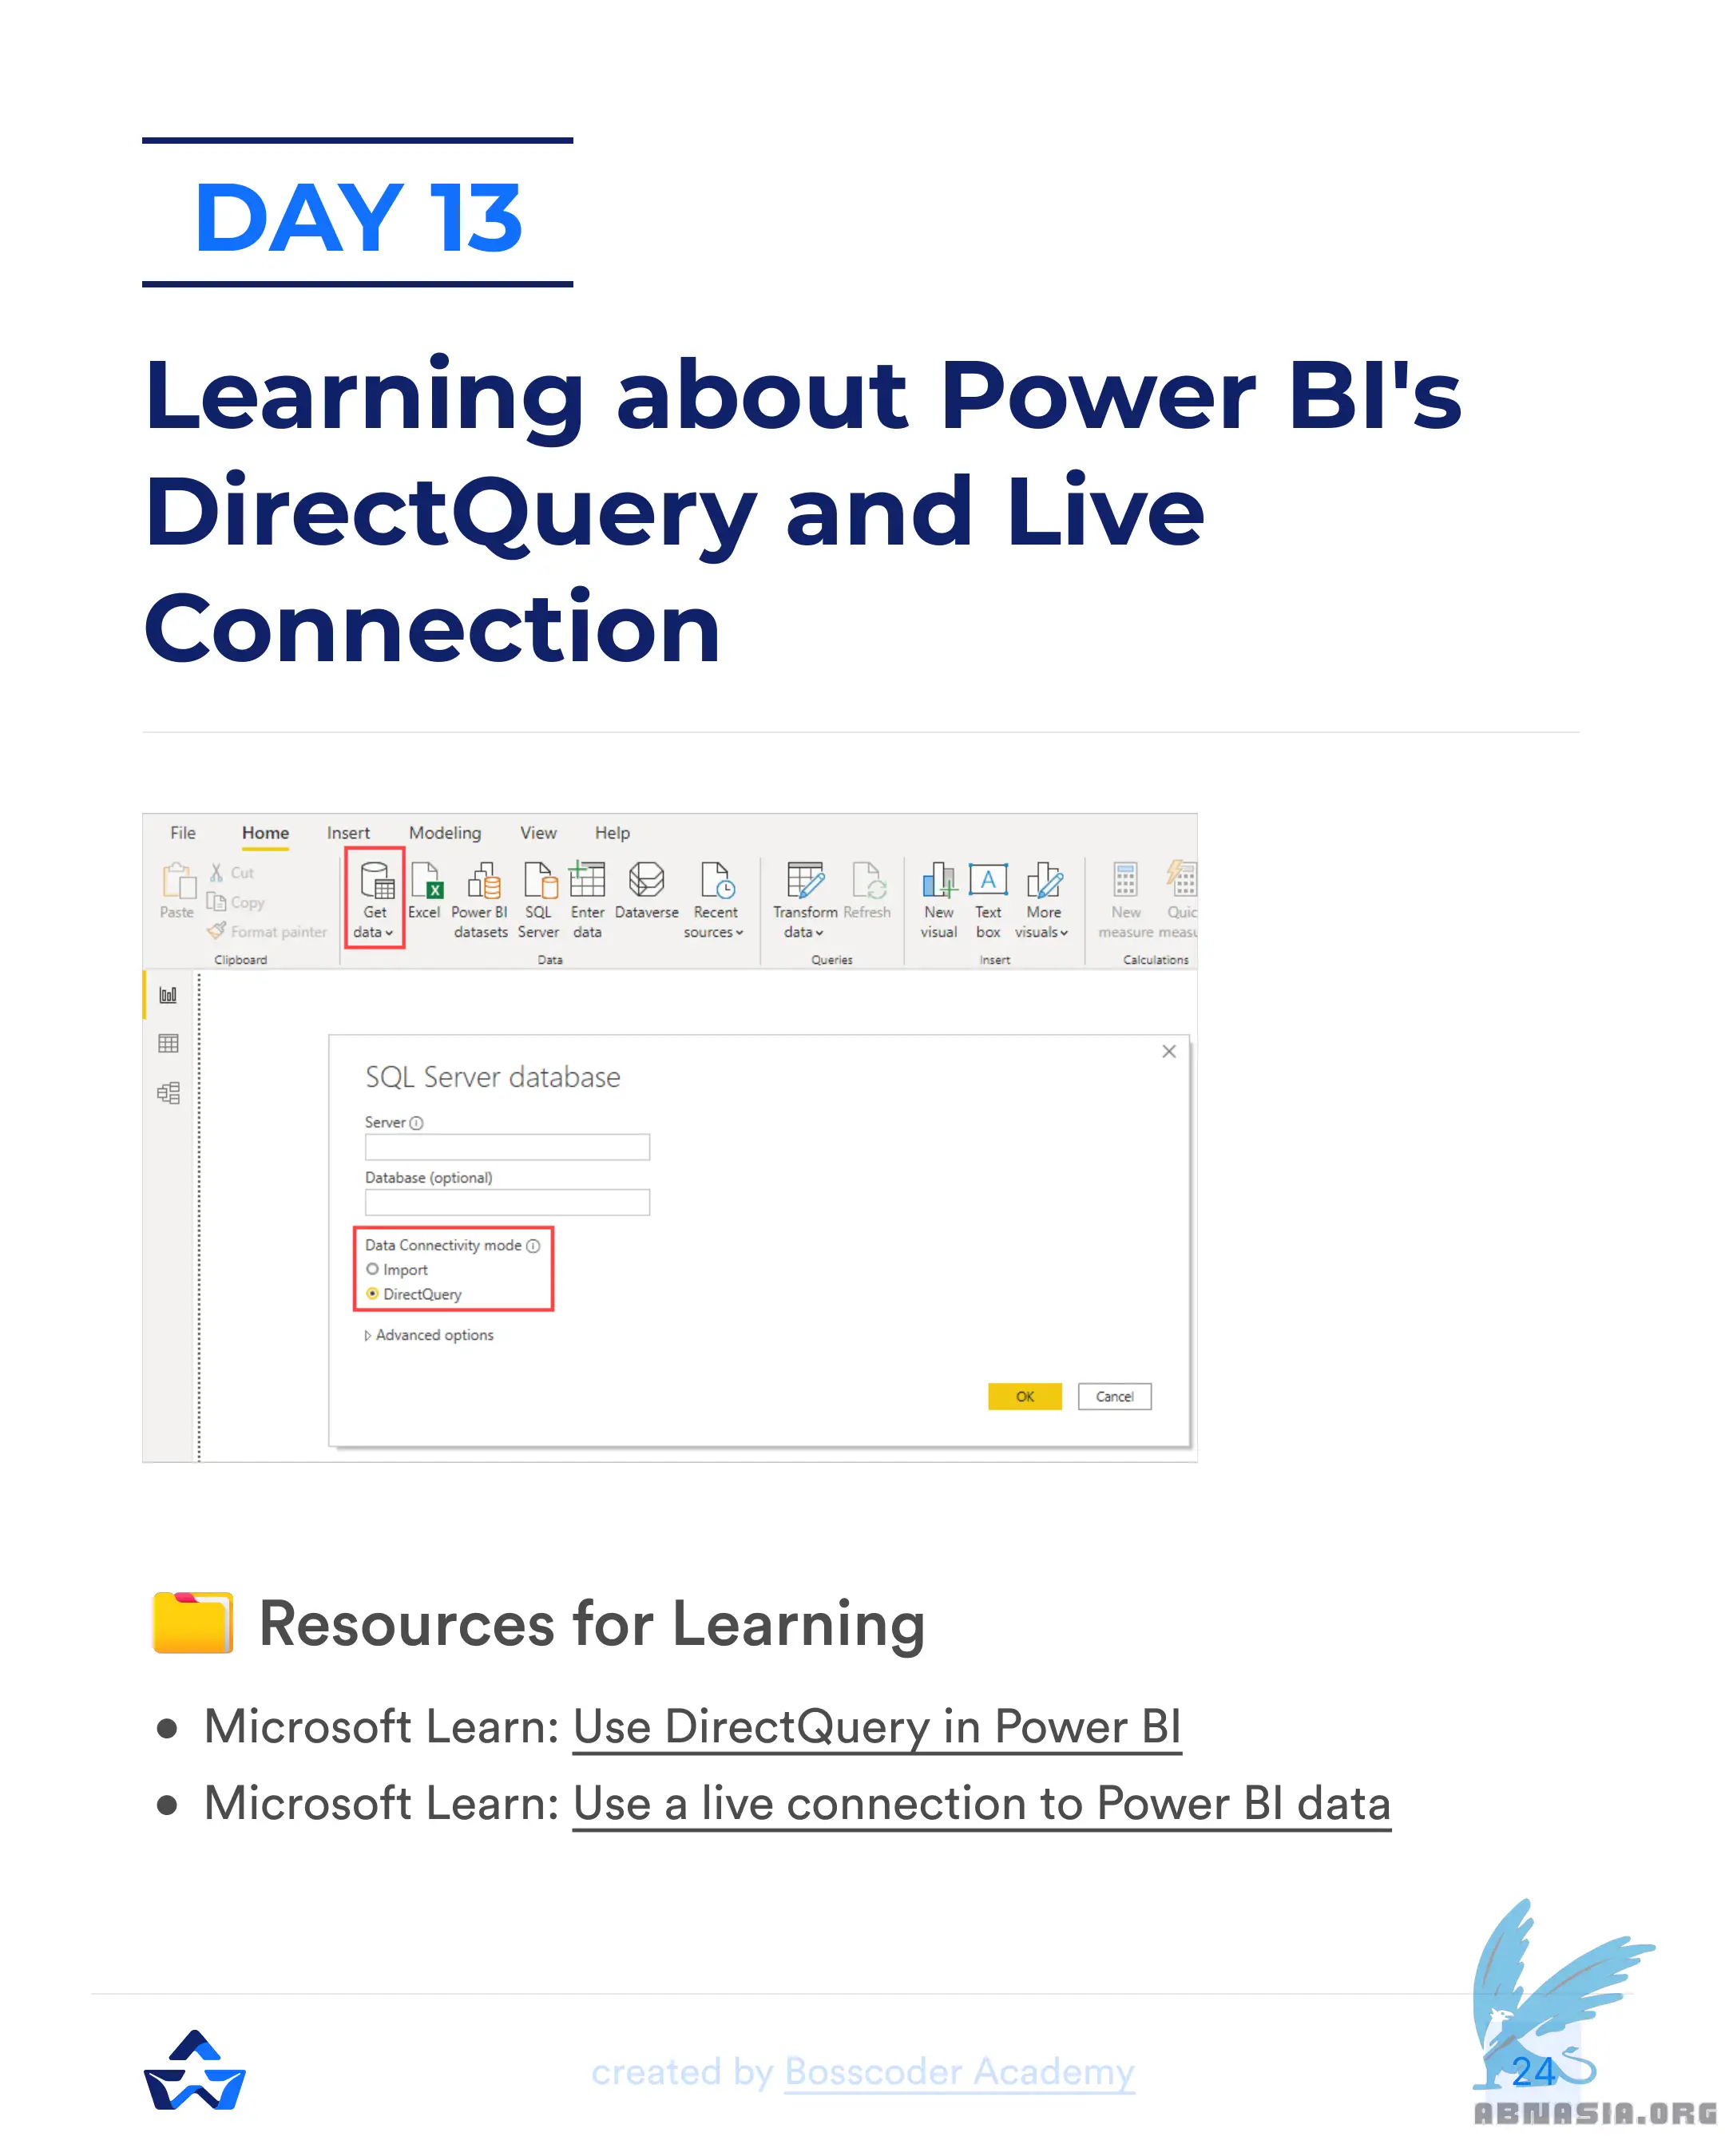 DAY 13
Learning about Power BI's
DirectQuery and Live
Connection
File Home Insert Modeling View Help
Paste
Cut
Copy
Format painter
Clipboard
Get data
Excel
Power BI datasets
SQL Server
Enter data
Dataverse
Recent sources
Data
Transform data
Refresh
Queries
New visual
Text box
More visuals
Insert
New measure
Quic
measu
Calculations
SQL Server database
Server
Database (optional)
Data Connectivity mode
Import
DirectQuery
Advanced options
OK Cancel
Resources for Learning
● Microsoft Learn: Use DirectQuery in Power BI
● Microsoft Learn: Use a live connection to Power BI data
created by Bosscoder Academy
24
ABNASIA.ORG